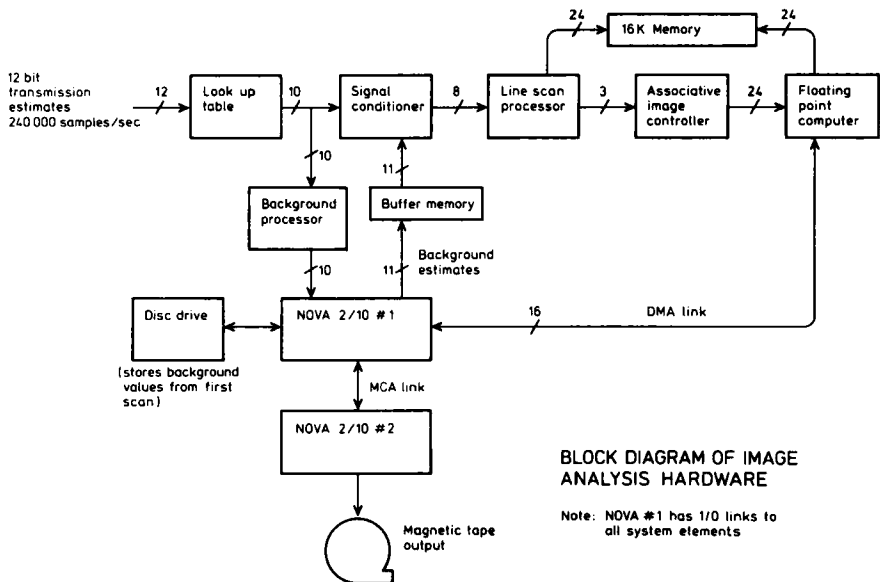 24
24
16K Memory
12 bit
transmission
estimates
240 000 samples/sec
12
Look up
table
10
Signal
conditioner
8
Line scan
processor
3
Associative
image
controller
24
Floating
point
computer
10
11
Background
processor
Buffer memory
10
11
Background
estimates
Disc drive
NOVA 2/10 #1
16
DMA link
(stores background
values from first
scan)
MCA link
NOVA 2/10 #2
Magnetic tape
output
BLOCK DIAGRAM OF IMAGE
ANALYSIS HARDWARE
Note: NOVA #1 has 1/0 links to
all system elements